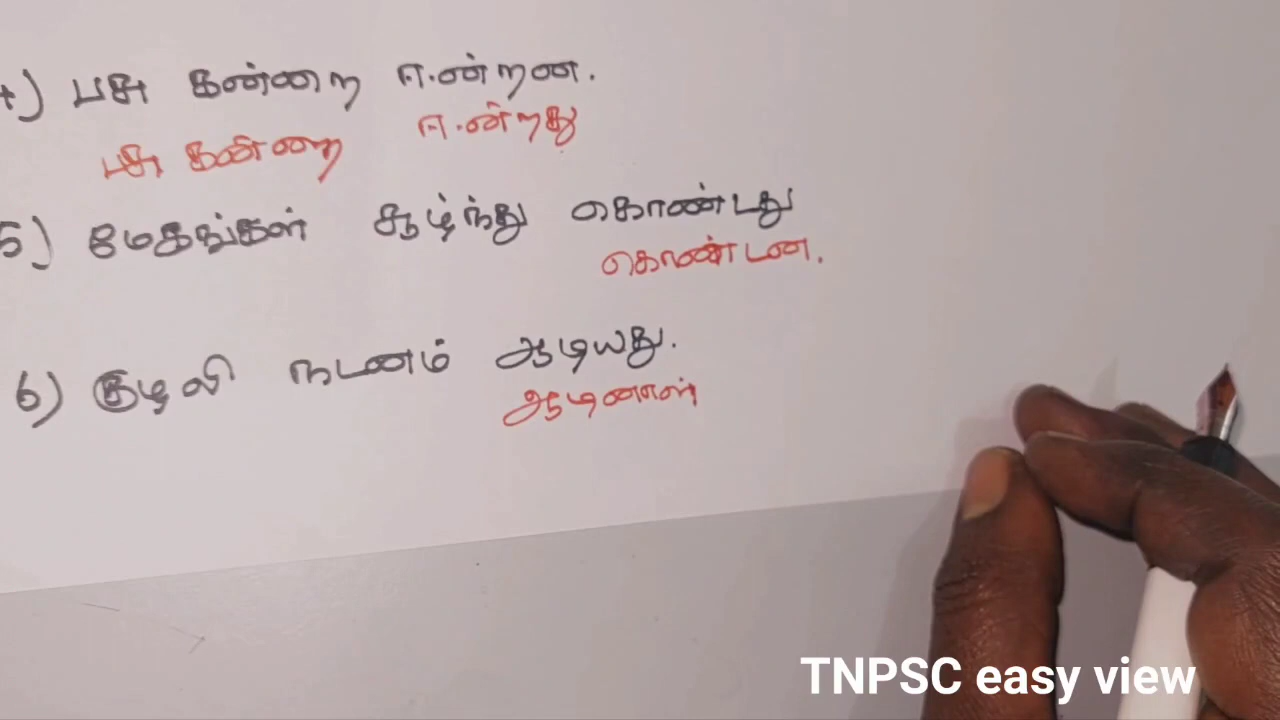 4) பசு கன்றை ஈன்றன.
பசு கன்றை ஈன்றது
5) மேகங்கள் சூழ்ந்து கொண்டது
கொண்டன.
6) குழலி நடனம் ஆடியது.
ஆடினாள்
TNPSC easy view